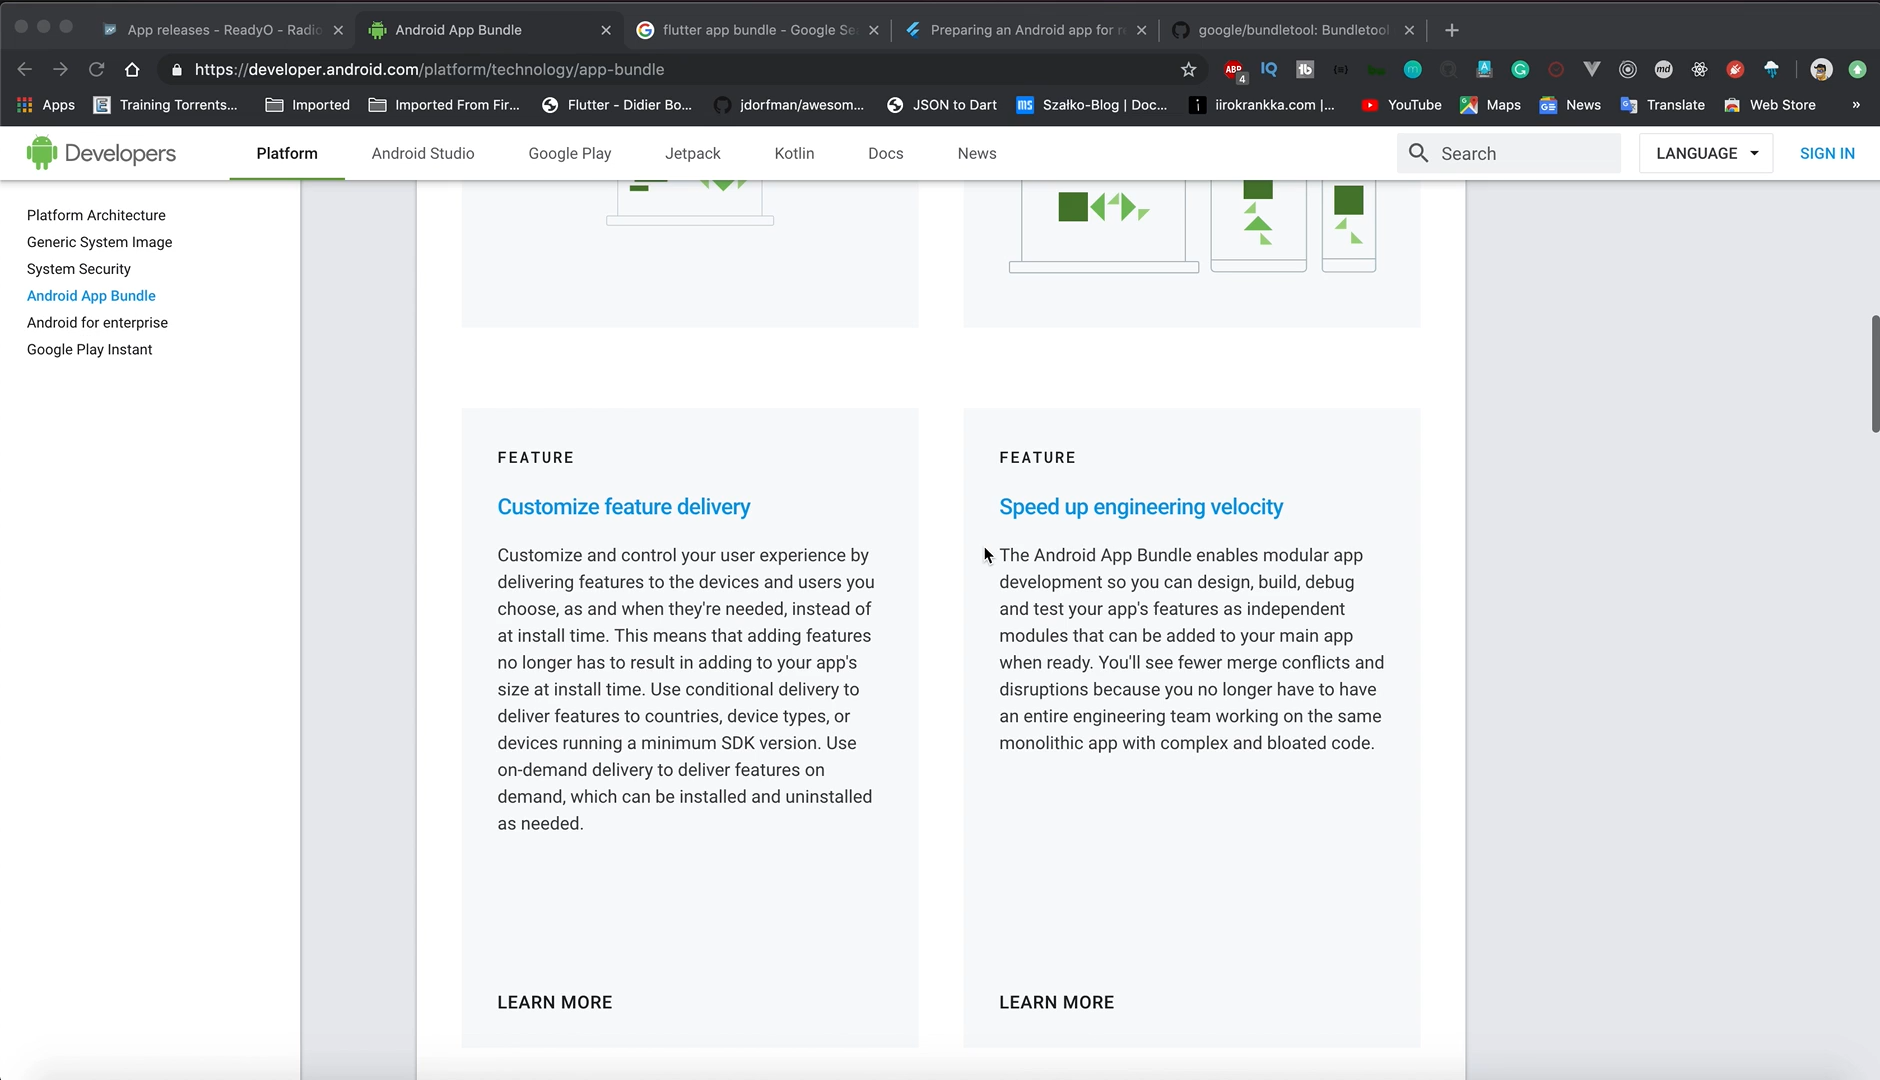 App releases - ReadyO - Radio
Android App Bundle
flutter app bundle - Google Se
Preparing an Android app for re
google/bundletool: Bundletool
https://developer.android.com/platform/technology/app-bundle
ABP
4
IQ
tb
md
Apps
Training Torrents...
Imported
Imported From Fir...
Flutter - Didier Bo...
jdorfman/awesom...
JSON to Dart
ms
Szałko-Blog | Doc...
iirokrankka.com |...
YouTube
Maps
News
Translate
Web Store
»
Developers
Platform
Android Studio
Google Play
Jetpack
Kotlin
Docs
News
Search
LANGUAGE
SIGN IN
Platform Architecture
Generic System Image
System Security
Android App Bundle
Android for enterprise
Google Play Instant
FEATURE
Customize feature delivery
Customize and control your user experience by
delivering features to the devices and users you
choose, as and when they're needed, instead of
at install time. This means that adding features
no longer has to result in adding to your app's
size at install time. Use conditional delivery to
deliver features to countries, device types, or
devices running a minimum SDK version. Use
on-demand delivery to deliver features on
demand, which can be installed and uninstalled
as needed.
LEARN MORE
FEATURE
Speed up engineering velocity
The Android App Bundle enables modular app
development so you can design, build, debug
and test your app's features as independent
modules that can be added to your main app
when ready. You'll see fewer merge conflicts and
disruptions because you no longer have to have
an entire engineering team working on the same
monolithic app with complex and bloated code.
LEARN MORE